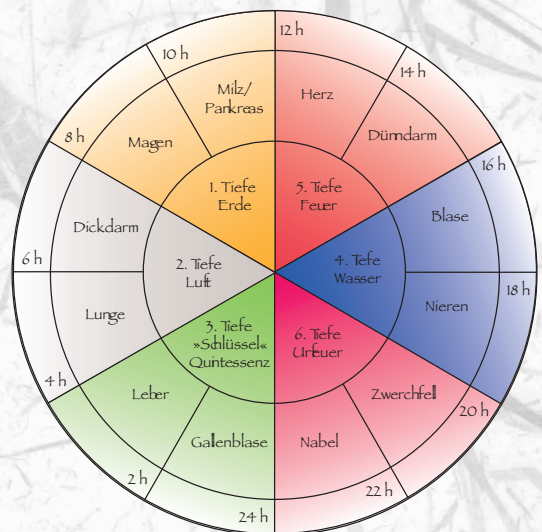 12 h
10 h
14 h
Milz/
Pankreas
Herz
8 h
Magen
Dünndarm
16 h
1. Tiefe
Erde
5. Tiefe
Feuer
Dickdarm
Blase
6 h
2. Tiefe
Luft
4. Tefe
Wasser
18 h
Lunge
Nieren
3. Tiefe
»Schlüssel«
Quintessenz
6. Tiefe
Urfeuer
4 h
Leber
Zwerchfell
20 h
Gallenblase
Nabel
2 h
22 h
24 h